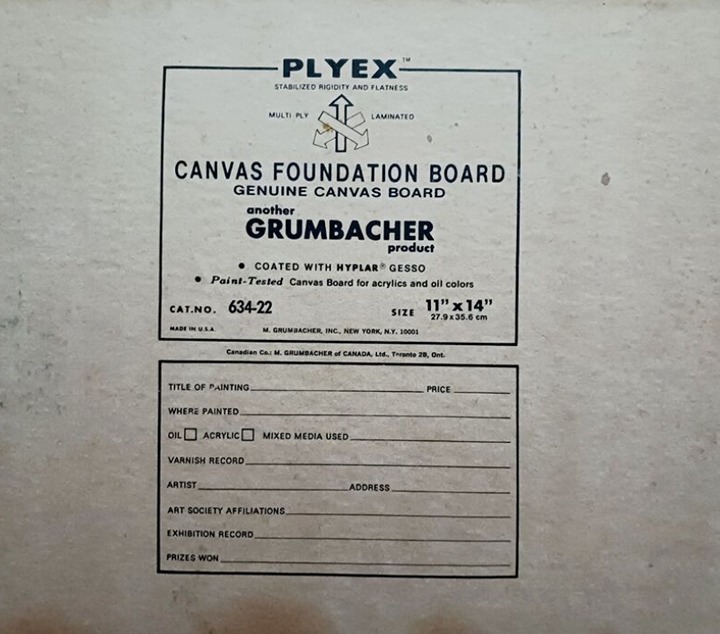 PLYEX™
STABILIZED RIGIDITY AND FLATNESS
MULTI PLY LAMINATED
CANVAS FOUNDATION BOARD
GENUINE CANVAS BOARD
another
GRUMBACHER
product
• COATED WITH HYPLAR® GESSO
• Paint-Tested Canvas Board for acrylics and oil colors
CAT.NO. 634-22 SIZE 11" x 14"
27.9 x 35.6 cm
MADE IN U.S.A. M. GRUMBACHER, INC., NEW YORK, N.Y. 10001
Canadian Co.: M. GRUMBACHER of CANADA, Ltd., Toronto 2B, Ont.
TITLE OF PAINTING PRICE
WHERE PAINTED
OIL ACRYLIC MIXED MEDIA USED
VARNISH RECORD
ARTIST ADDRESS
ART SOCIETY AFFILIATIONS
EXHIBITION RECORD
PRIZES WON